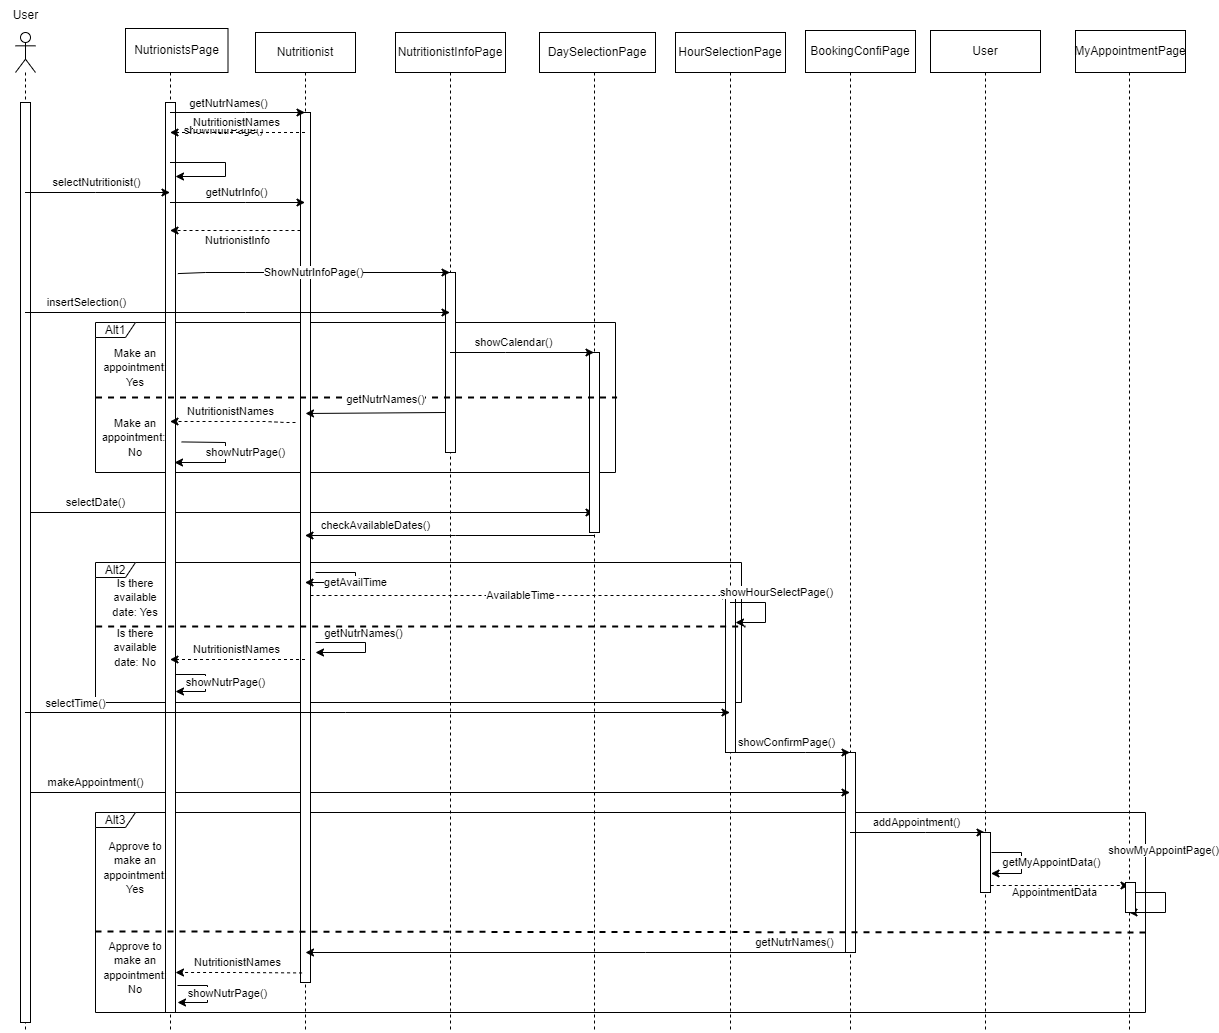 User
NutrionistsPage
Nutritionist
NutritionistInfoPage
DaySelectionPage
HourSelectionPage
BookingConfiPage
User
MyAppointmentPage
getNutrNames()
NutritionistNames
showNutrPage()
selectNutritionist()
getNutrInfo()
NutrionistInfo
ShowNutrInfoPage()
insertSelection()
Alt1
showCalendar()
Make an
appointment
Yes
getNutrNames()
NutritionistNames
Make an
appointment:
No
showNutrPage()
selectDate()
checkAvailableDates()
Alt2
Is there
available
date: Yes
getAvailTime
AvailableTime
showHourSelectPage()
Is there
available
date: No
getNutrNames()
NutritionistNames
showNutrPage()
selectTime()
showConfirmPage()
makeAppointment()
Alt3
addAppointment()
Approve to
make an
appointment
Yes
getMyAppointData()
showMyAppointPage()
AppointmentData
Approve to
make an
appointment
No
getNutrNames()
NutritionistNames
showNutrPage()